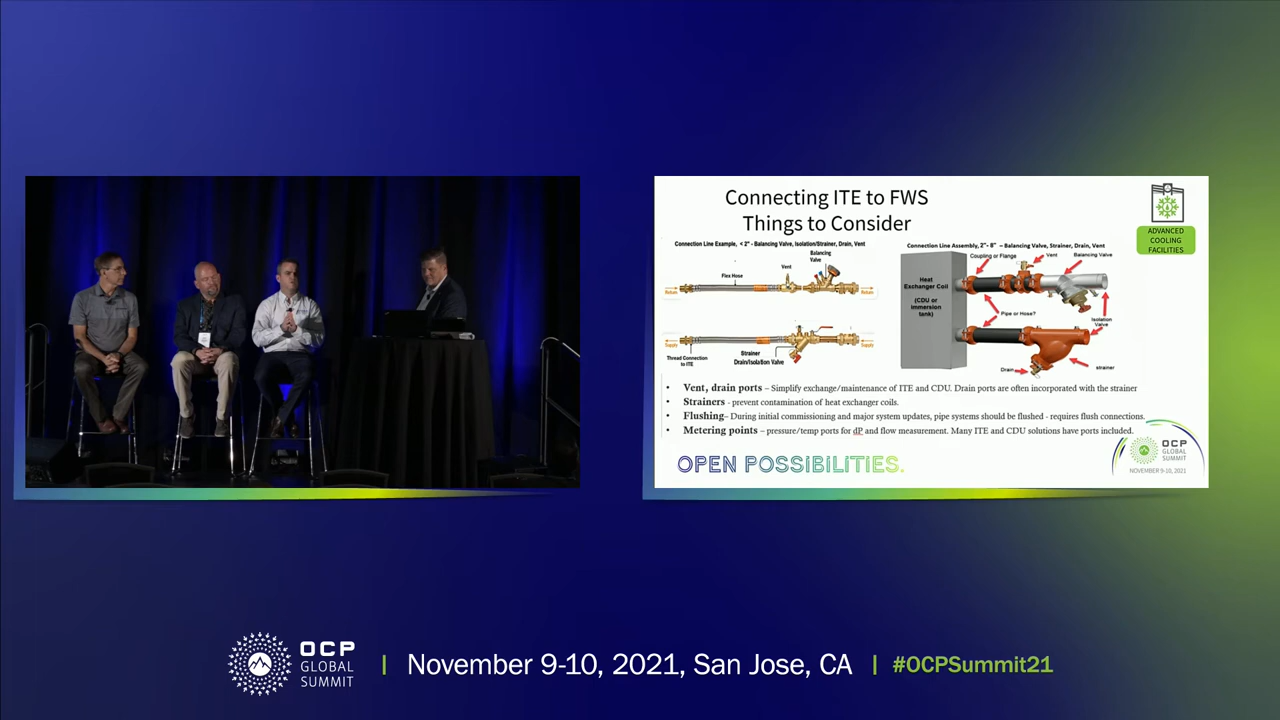 Connecting ITE to FWS
Things to Consider
ADVANCED
COOLING
FACILITIES
Connection Line Example, < 2" - Balancing Valve, Isolation/Strainer, Drain, Vent
Balancing
Valve
Vent
Flex Hose
Return
Return
Supply
Supply
Thread Connection
to ITE
Strainer
Drain/Isolation Valve
Connection Line Assembly, 2"- 8" – Balancing Valve, Strainer, Drain, Vent
Coupling or Flange
Vent
Balancing Valve
Heat
Exchanger Coil
(CDU or
immersion
tank)
Pipe or Hose?
Isolation
Valve
Drain
strainer
• Vent, drain ports – Simplify exchange/maintenance of ITE and CDU. Drain ports are often incorporated with the strainer
• Strainers - prevent contamination of heat exchanger coils.
• Flushing– During initial commissioning and major system updates, pipe systems should be flushed - requires flush connections.
• Metering points – pressure/temp ports for dP and flow measurement. Many ITE and CDU solutions have ports included.
OPEN POSSIBILITIES.
OCP
GLOBAL
SUMMIT
NOVEMBER 9-10, 2021
OCP
GLOBAL
SUMMIT
| November 9-10, 2021, San Jose, CA | #OCPSummit21